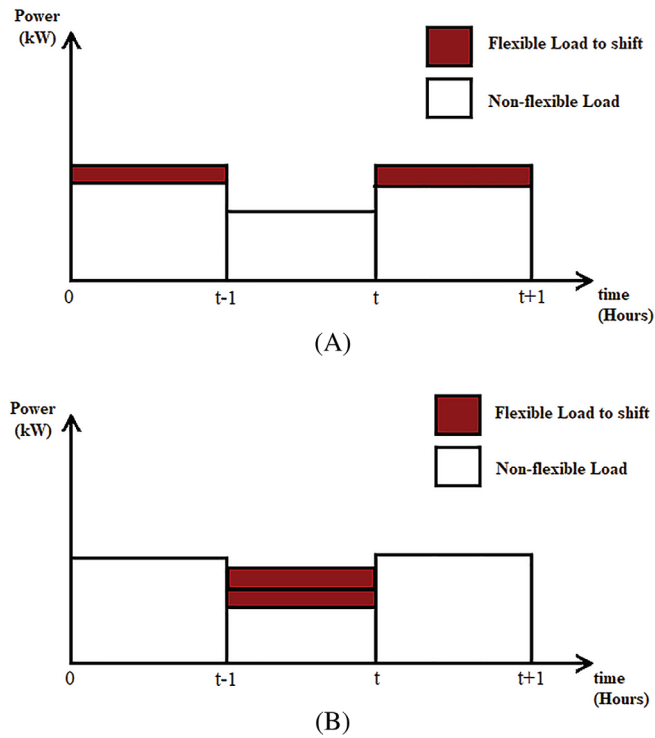 Power
(kW)
Flexible Load to shift
Non-flexible Load
0
t-1
t
t+1
time
(Hours)
(A)
Power
(kW)
Flexible Load to shift
Non-flexible Load
0
t-1
t
t+1
time
(Hours)
(B)